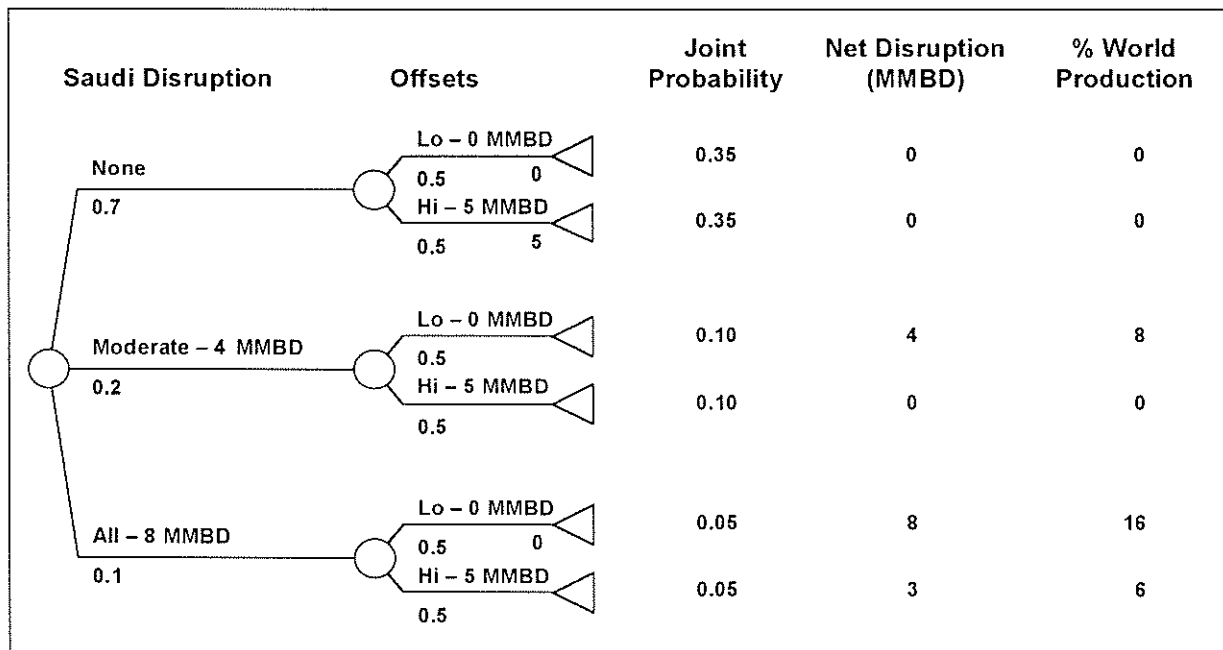 Joint Net Disruption % World
Saudi Disruption Offsets Probability (MMBD) Production
Lo – 0 MMBD
None 0.35 0 0
0.5 0
0.7 Hi – 5 MMBD
0.35 0 0
0.5 5
Lo – 0 MMBD
Moderate – 4 MMBD 0.10 4 8
0.5
0.2 Hi – 5 MMBD
0.10 0 0
0.5
Lo – 0 MMBD
All – 8 MMBD 0.05 8 16
0.5 0
0.1 Hi – 5 MMBD
0.05 3 6
0.5